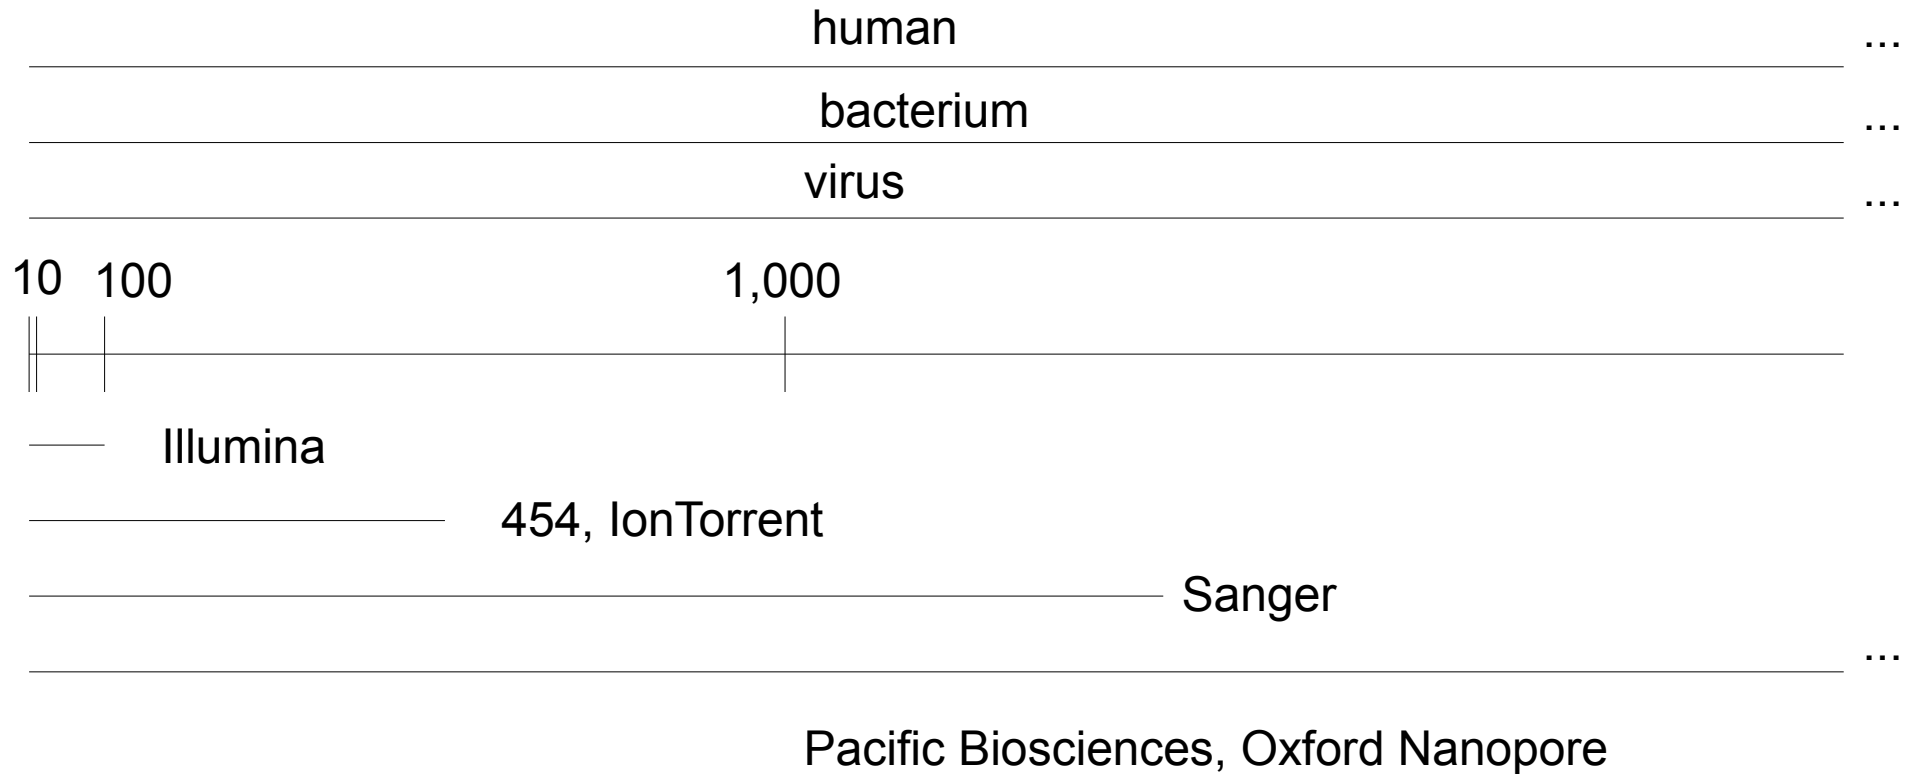 human ...
bacterium ...
virus ...
10 100 1,000
Illumina
454, IonTorrent
Sanger
...
Pacific Biosciences, Oxford Nanopore